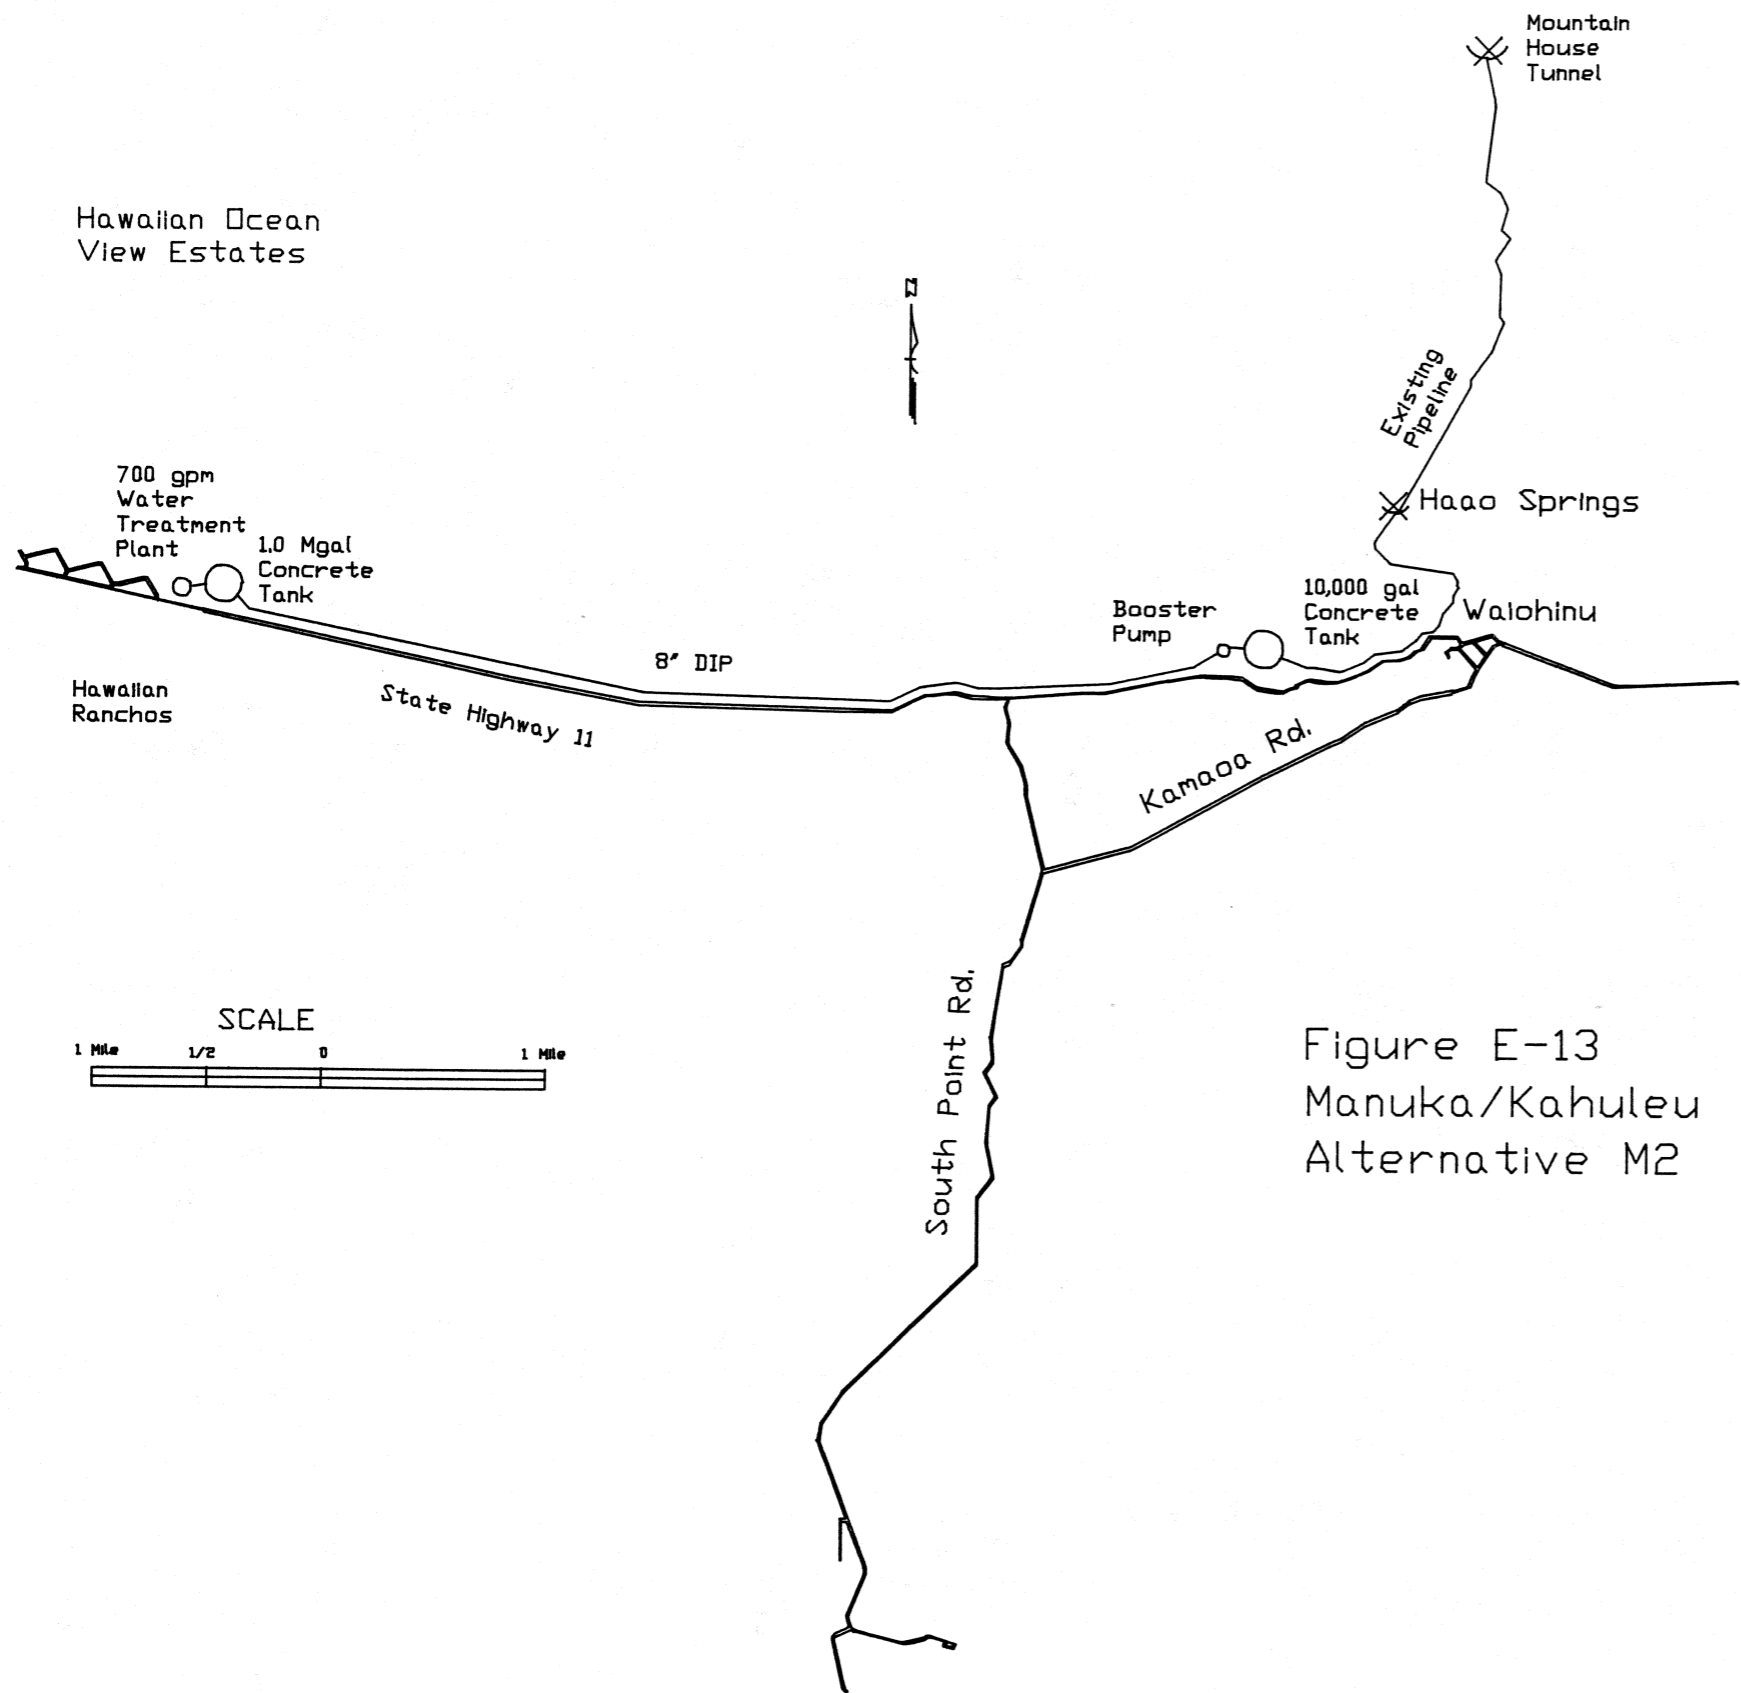 Mountain
House
Tunnel
Hawaiian Ocean
View Estates
N
Existing
Pipeline
700 gpm
Water
Treatment
Plant
1.0 Mgal
Concrete
Tank
Haao Springs
10,000 gal
Concrete
Tank
Waiohinu
Booster
Pump
8" DIP
Hawaiian
Ranchos
State Highway 11
Kamaoa Rd.
South Point Rd.
SCALE
1 Mile 1/2 0 1 Mile
Figure E-13
Manuka/Kahuleu
Alternative M2